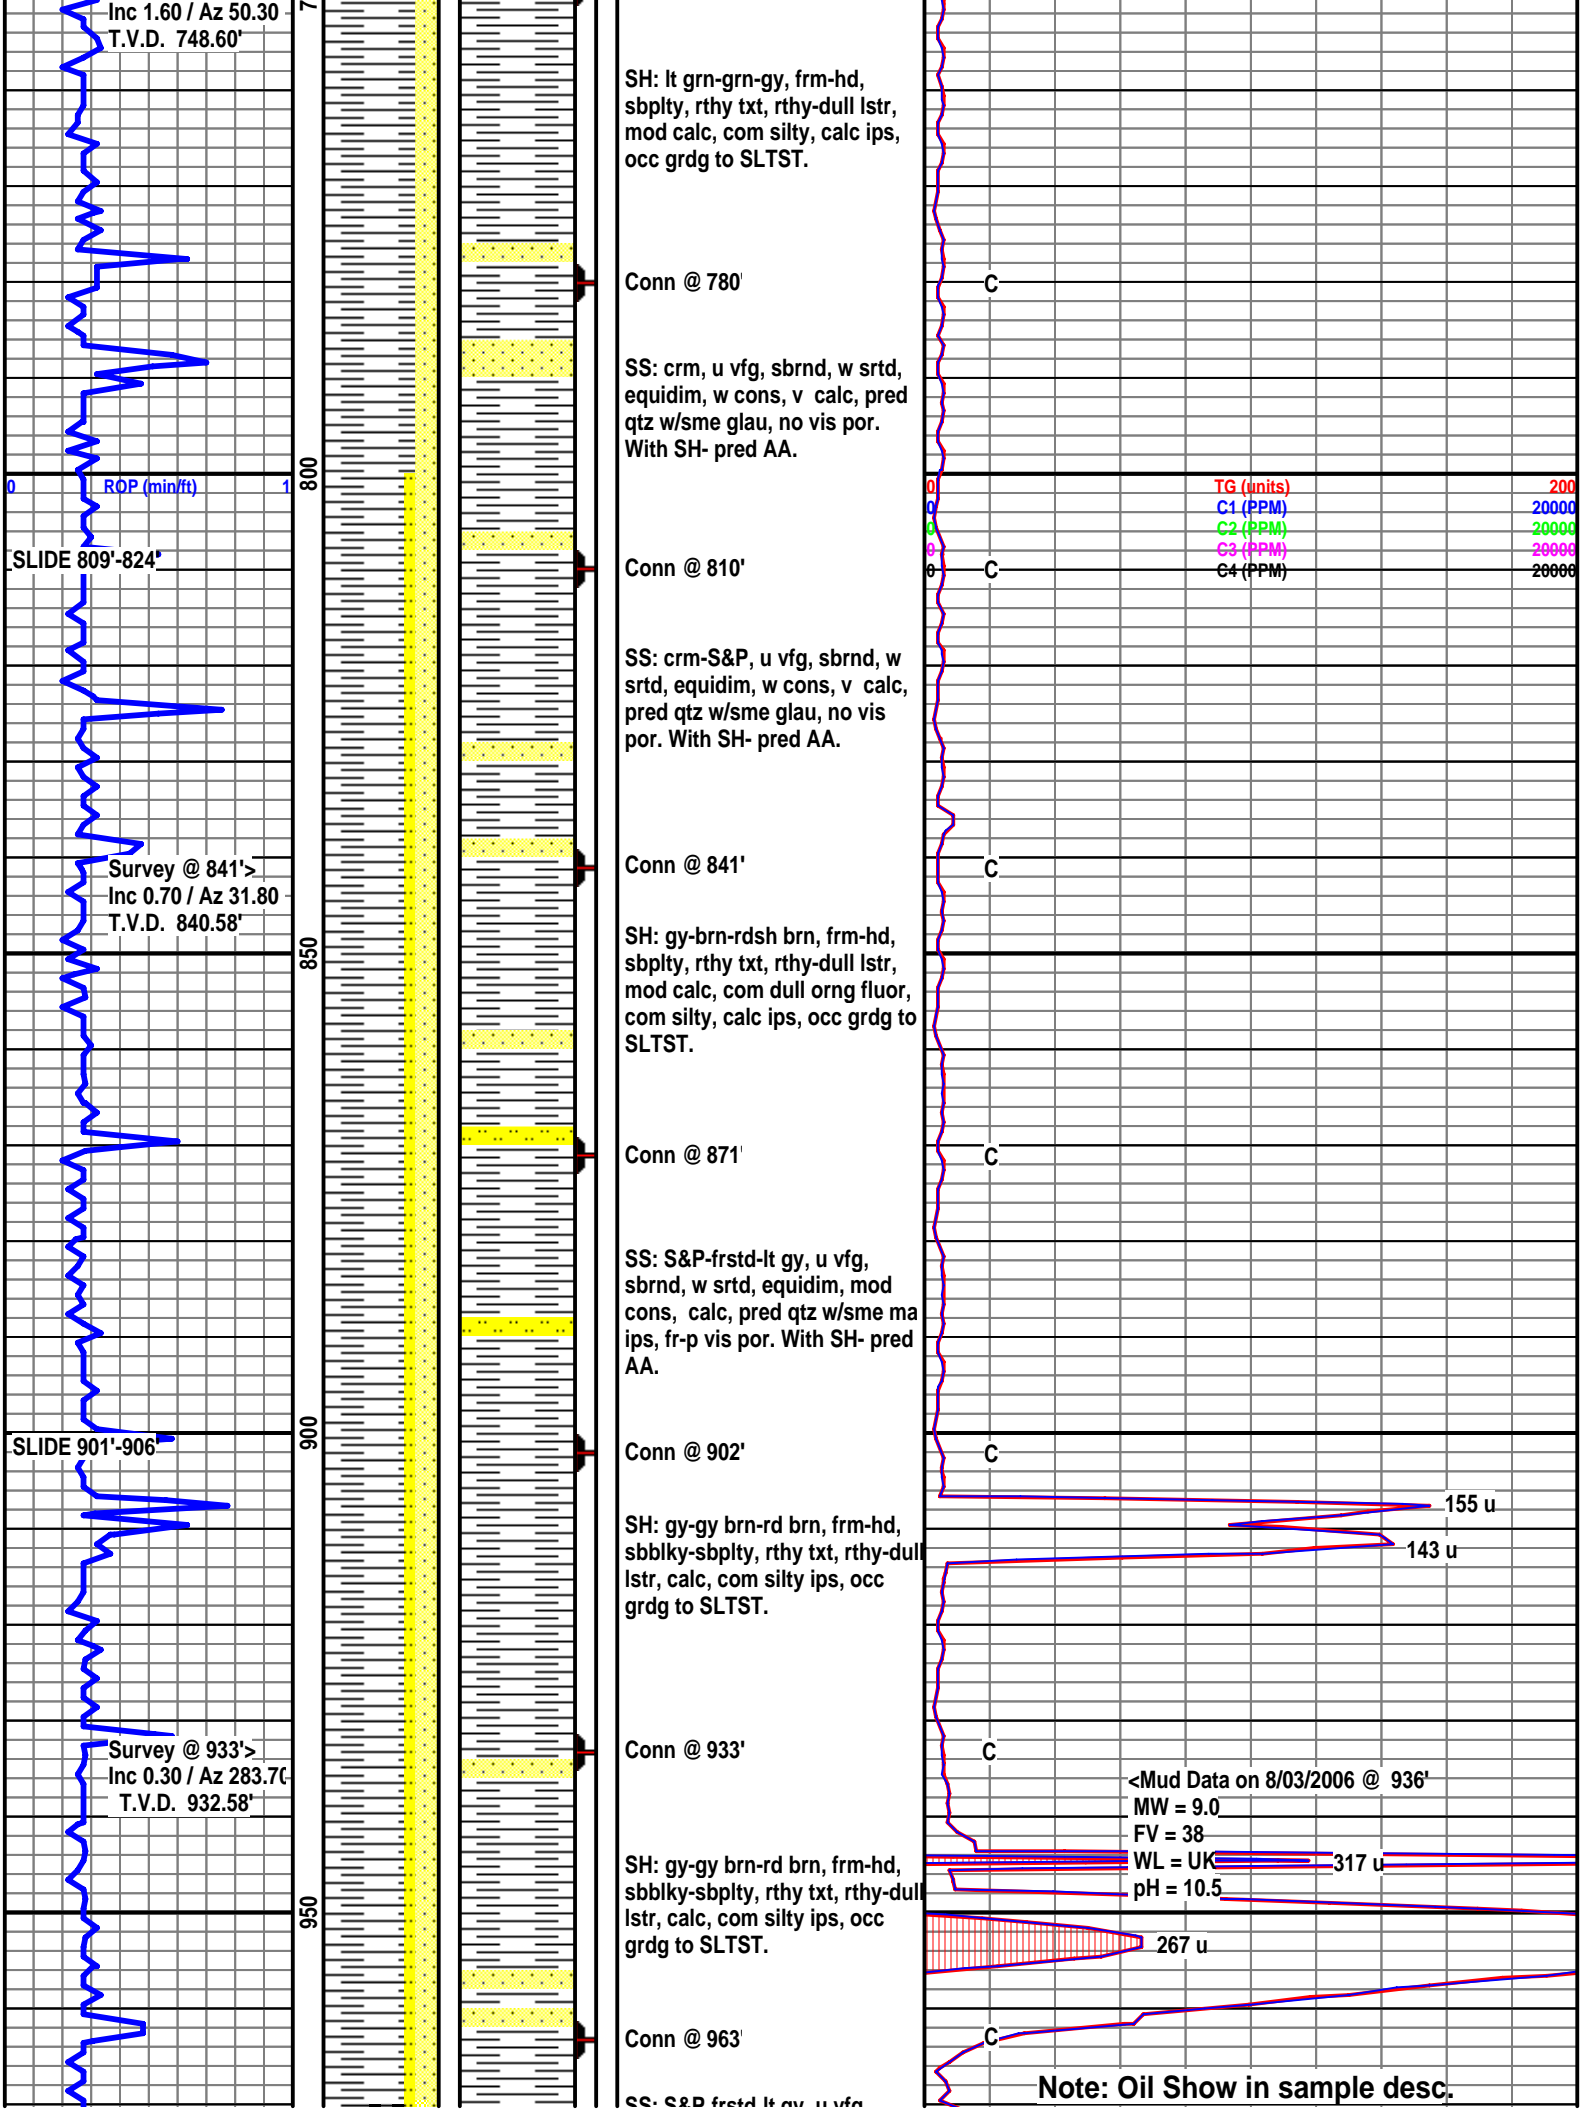 Inc 1.60 / Az 50.30
T.V.D. 748.60'
SH: lt grn-grn-gy, frm-hd,
sbplty, rthy txt, rthy-dull lstr,
mod calc, com silty, calc ips,
occ grdg to SLTST.
Conn @ 780'
C
SS: crm, u vfg, sbrnd, w srtd,
equidim, w cons, v calc, pred
qtz w/sme glau, no vis por.
With SH- pred AA.
800
0 ROP (min/ft) 1
0 TG (units) 200
0 C1 (PPM) 20000
0 C2 (PPM) 20000
0 C3 (PPM) 20000
0 C4 (PPM) 20000
SLIDE 809'-824'
Conn @ 810'
C
SS: crm-S&P, u vfg, sbrnd, w
srtd, equidim, w cons, v calc,
pred qtz w/sme glau, no vis
por. With SH- pred AA.
Survey @ 841'>
Inc 0.70 / Az 31.80
T.V.D. 840.58'
Conn @ 841'
C
850
SH: gy-brn-rdsh brn, frm-hd,
sbplty, rthy txt, rthy-dull lstr,
mod calc, com dull orng fluor,
com silty, calc ips, occ grdg to
SLTST.
Conn @ 871'
C
SS: S&P-frstd-lt gy, u vfg,
sbrnd, w srtd, equidim, mod
cons, calc, pred qtz w/sme ma
ips, fr-p vis por. With SH- pred
AA.
900
SLIDE 901'-906'
Conn @ 902'
C
155 u
143 u
SH: gy-gy brn-rd brn, frm-hd,
sbblky-sbplty, rthy txt, rthy-dull
lstr, calc, com silty ips, occ
grdg to SLTST.
Survey @ 933'>
Inc 0.30 / Az 283.70
T.V.D. 932.58'
Conn @ 933'
C
<Mud Data on 8/03/2006 @ 936'
MW = 9.0
FV = 38
WL = UK
pH = 10.5
317 u
SH: gy-gy brn-rd brn, frm-hd,
sbblky-sbplty, rthy txt, rthy-dull
lstr, calc, com silty ips, occ
grdg to SLTST.
950
267 u
Conn @ 963'
C
Note: Oil Show in sample desc.
SS: S&P-frstd-lt gy, u vfg,